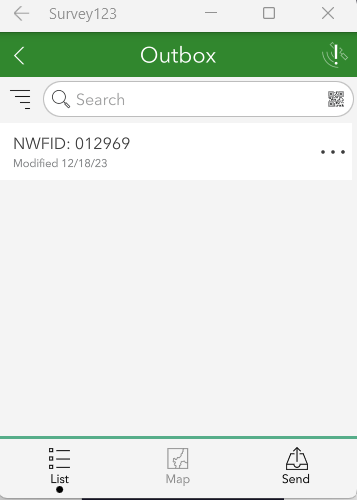 Survey123
Outbox
Search
NWFID: 012969
Modified 12/18/23
List
Map
Send